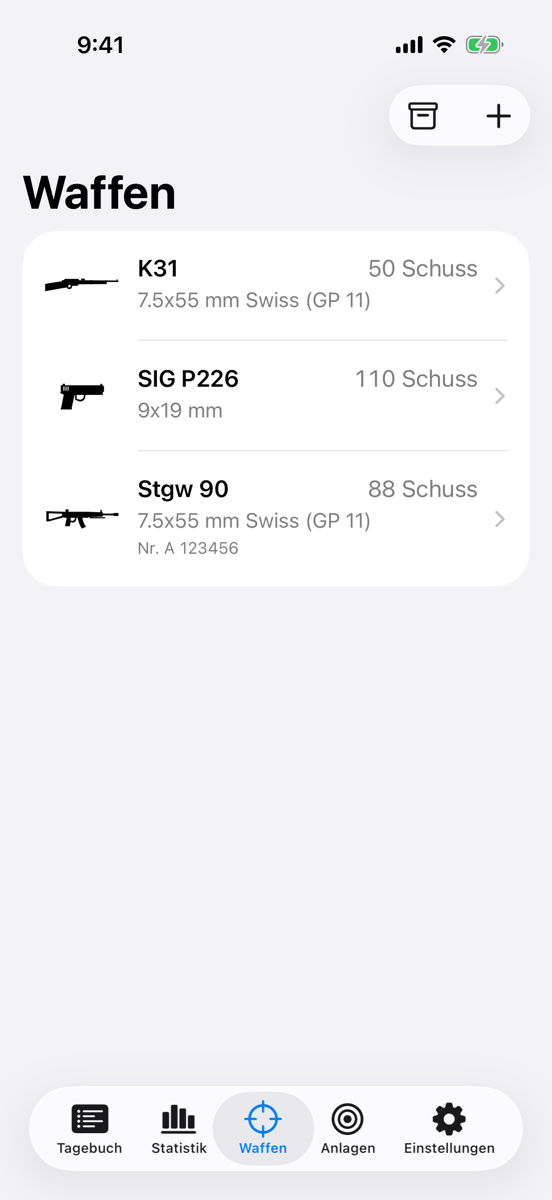 9:41
Waffen
K31
50 Schuss
7.5x55 mm Swiss (GP 11)
SIG P226
110 Schuss
9x19 mm
Stgw 90
88 Schuss
7.5x55 mm Swiss (GP 11)
Nr. A 123456
Tagebuch
Statistik
Waffen
Anlagen
Einstellungen